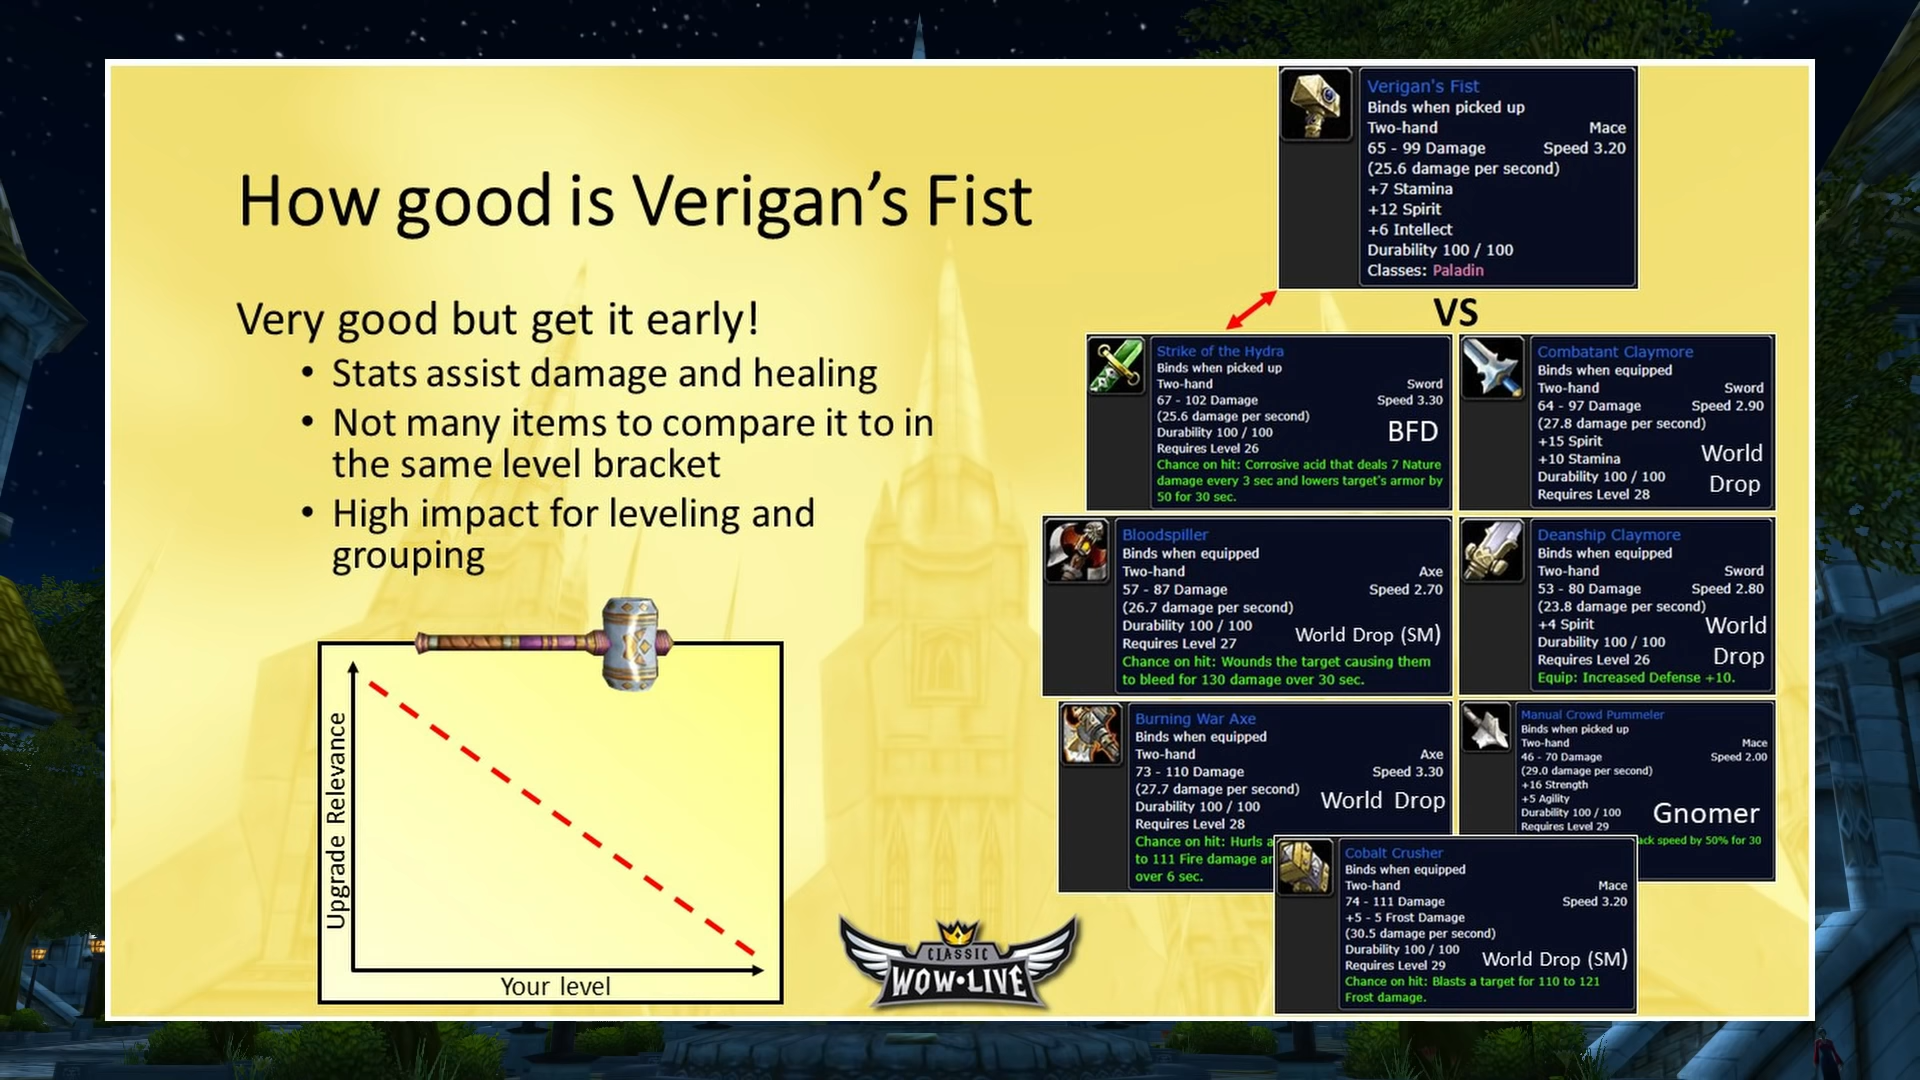 How good is Verigan's Fist
Very good but get it early!
• Stats assist damage and healing
• Not many items to compare it to in
the same level bracket
• High impact for leveling and
grouping
Upgrade Relevance
Your level
CLASSIC
WOW•LIVE
Verigan's Fist
Binds when picked up
Two-hand Mace
65 - 99 Damage Speed 3.20
(25.6 damage per second)
+7 Stamina
+12 Spirit
+6 Intellect
Durability 100 / 100
Classes: Paladin
VS
Strike of the Hydra
Binds when picked up
Two-hand Sword
67 - 102 Damage Speed 3.30
(25.6 damage per second)
Durability 100 / 100
BFD
Requires Level 26
Chance on hit: Corrosive acid that deals 7 Nature
damage every 3 sec and lowers target's armor by
50 for 30 sec.
Combatant Claymore
Binds when equipped
Two-hand Sword
64 - 97 Damage Speed 2.90
(27.8 damage per second)
+15 Spirit
+10 Stamina
Durability 100 / 100
Requires Level 28
World
Drop
Bloodspiller
Binds when equipped
Two-hand Axe
57 - 87 Damage Speed 2.70
(26.7 damage per second)
Durability 100 / 100
Requires Level 27
World Drop (SM)
Chance on hit: Wounds the target causing them
to bleed for 130 damage over 30 sec.
Deanship Claymore
Binds when equipped
Two-hand Sword
53 - 80 Damage Speed 2.80
(23.8 damage per second)
+4 Spirit
Durability 100 / 100
Requires Level 26
World
Drop
Equip: Increased Defense +10.
Burning War Axe
Binds when equipped
Two-hand Axe
73 - 110 Damage Speed 3.30
(27.7 damage per second)
Durability 100 / 100
World Drop
Requires Level 28
Chance on hit: Hurls a
to 111 Fire damage an
over 6 sec.
Manual Crowd Pummeler
Binds when picked up
Two-hand Mace
46 - 70 Damage Speed 2.00
(29.0 damage per second)
+16 Strength
+5 Agility
Durability 100 / 100
Requires Level 29
Gnomer
ack speed by 50% for 30
Cobalt Crusher
Binds when equipped
Two-hand Mace
74 - 111 Damage Speed 3.20
+5 - 5 Frost Damage
(30.5 damage per second)
Durability 100 / 100
Requires Level 29
World Drop (SM)
Chance on hit: Blasts a target for 110 to 121
Frost damage.